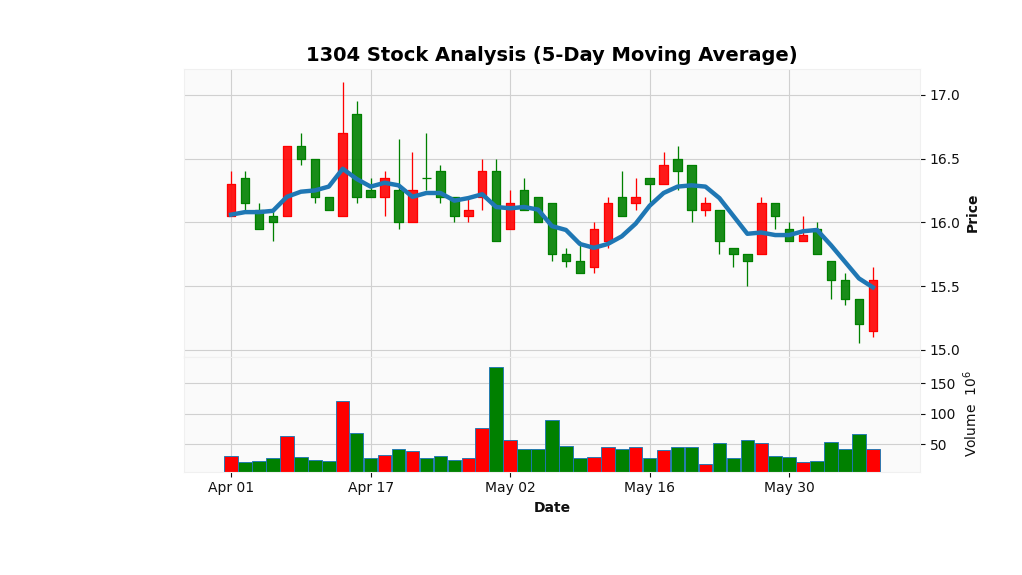 1304 Stock Analysis (5-Day Moving Average)
17.0
16.5
16.0
15.5
15.0
Price
150
100
50
Volume 10^6
Apr 01
Apr 17
May 02
May 16
May 30
Date